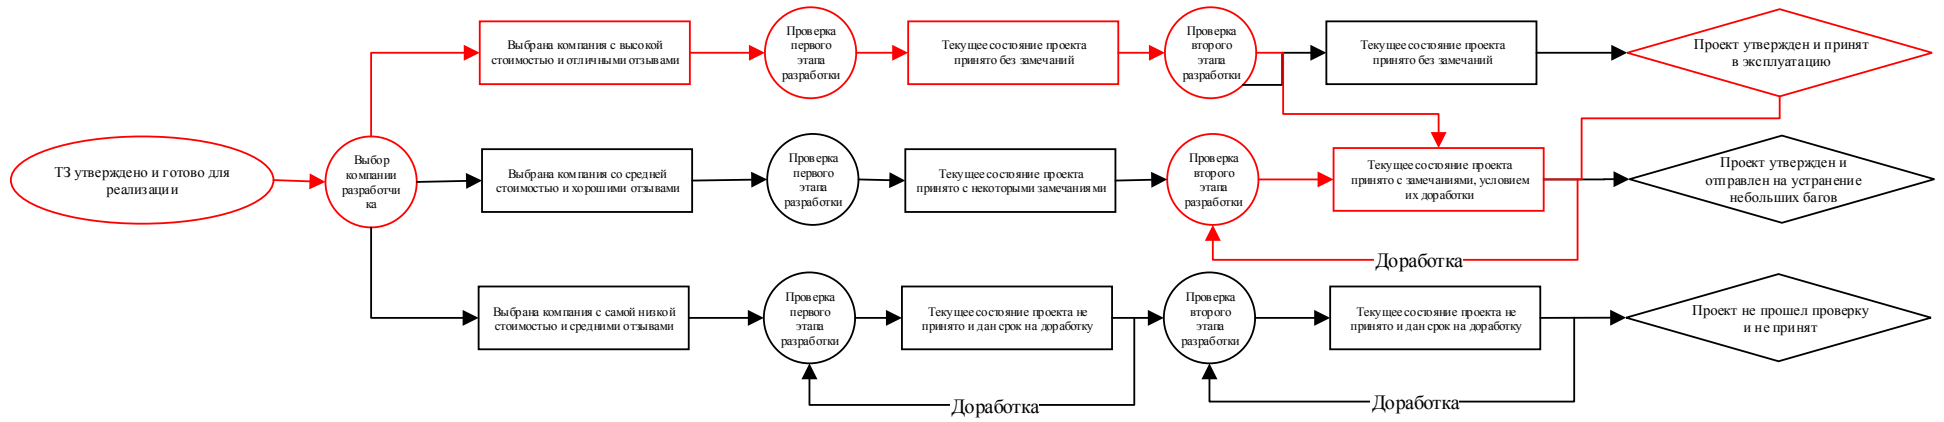 Выбрана компания с высокой
стоимостью и отличными отзывами
Проверка
первого
этапа
разработки
Текущее состояние проекта
принято без замечаний
Проверка
второго
этапа
разработки
Текущее состояние проекта
принято без замечаний
Проект утвержден и принят
в эксплуатацию
ТЗ утверждено и готово для
реализации
Выбор
компании
разработчи
ка
Выбрана компания со средней
стоимостью и хорошими отзывами
Проверка
первого
этапа
разработки
Текущее состояние проекта
принято с некоторыми замечаниями
Проверка
второго
этапа
разработки
Текущее состояние проекта
принято с замечаниями, условием
их доработки
Проект утвержден и
отправлен на устранение
небольших багов
Доработка
Выбрана компания с самой низкой
стоимостью и средними отзывами
Проверка
первого
этапа
разработки
Текущее состояние проекта не
принято и дан срок на доработку
Проверка
второго
этапа
разработки
Текущее состояние проекта не
принято и дан срок на доработку
Проект не прошел проверку
и не принят
Доработка
Доработка